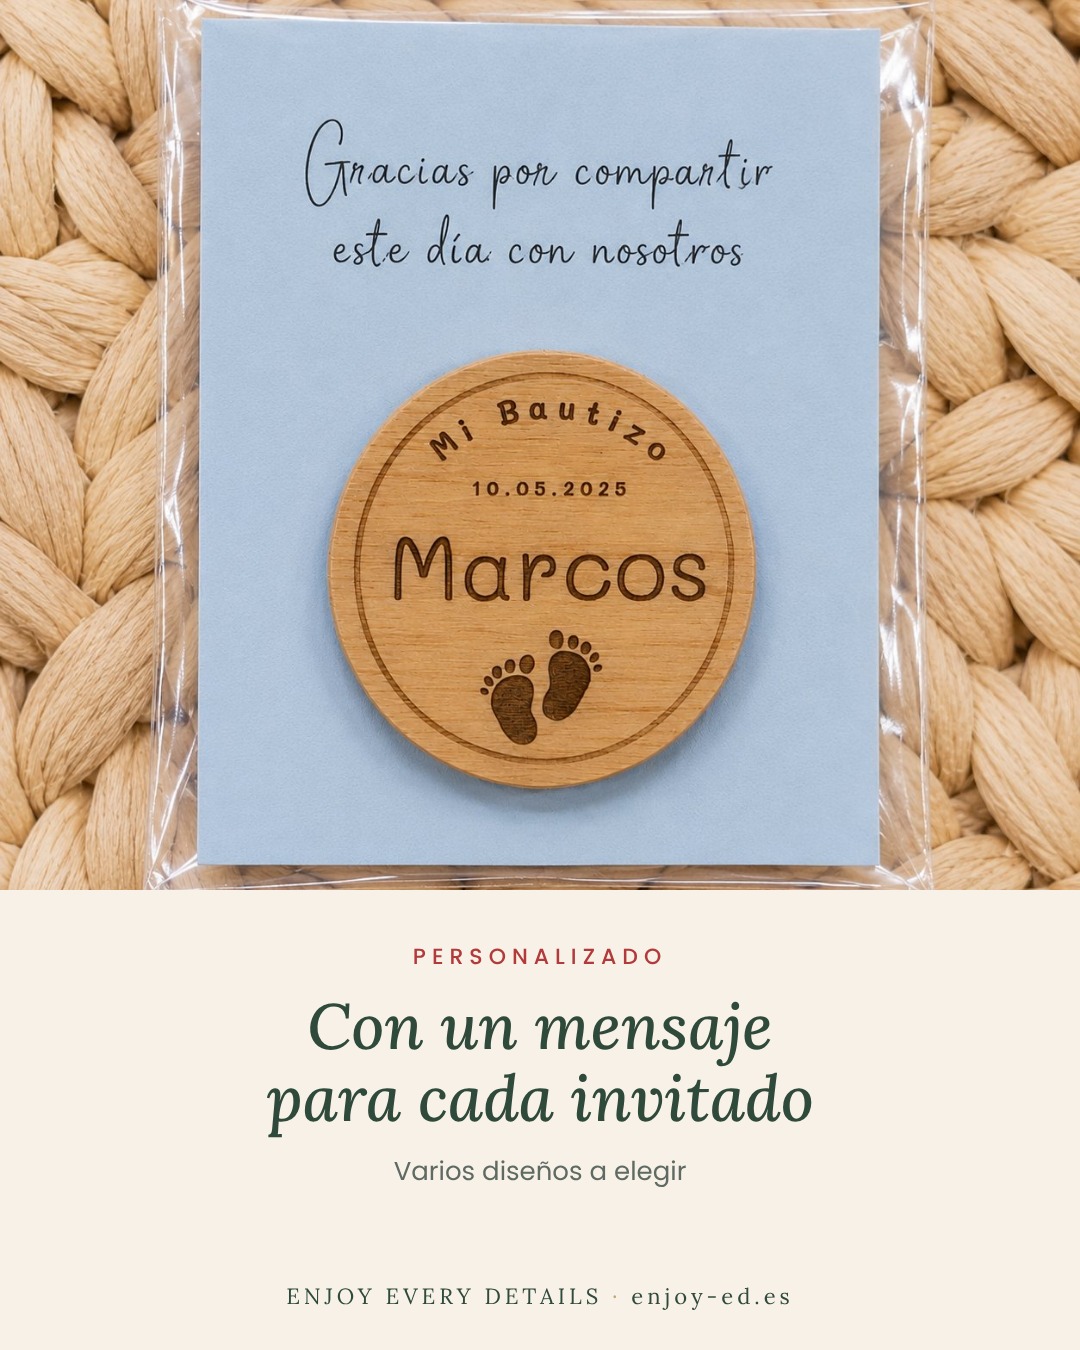 Gracias por compartir
este día con nosotros
Mi Bautizo
10.05.2025
Marcos
PERSONALIZADO
Con un mensaje
para cada invitado
Varios diseños a elegir
ENJOY EVERY DETAILS · enjoy-ed.es